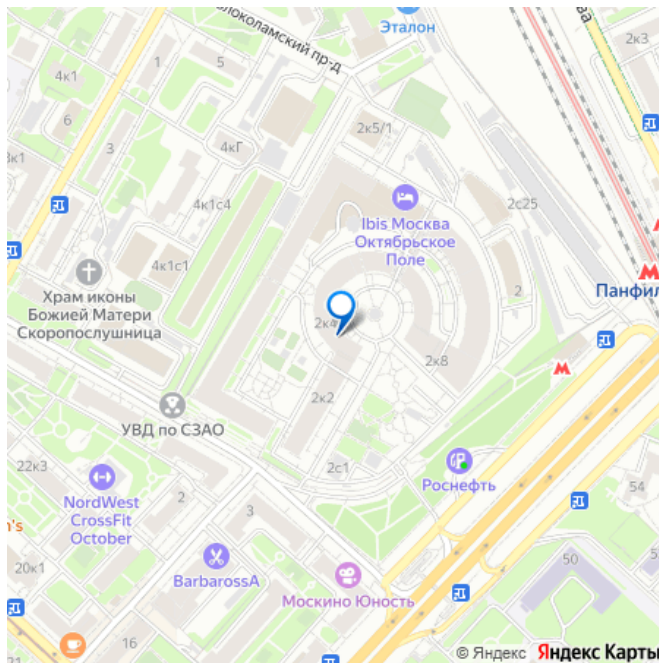 Эталон
2к3
4к1
1
5
6
3
4кГ
2к5/1
4к1с4
2с25
Ibis Москва
Октябрьское
Поле
4к1с1
2
Храм иконы
Божией Матери
Скоропослушница
М
Панфил
2к4
2к8
М
2к2
УВД по СЗАО
2с1
22к3
Роснефть
NordWest
CrossFit
October
2
3
54
n's
50
20к1
BarbarossA
Москино Юность
16
© Яндекс Яндекс Карты